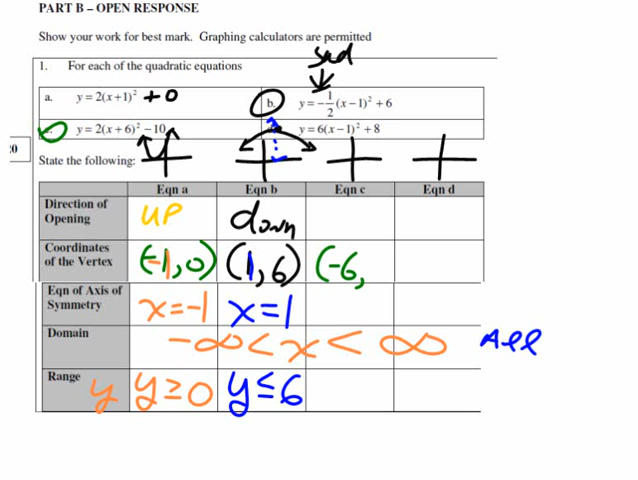 PART B – OPEN RESPONSE
Show your work for best mark. Graphing calculators are permitted
sad
1. For each of the quadratic equations
a. y = 2(x+1)² + 0
b. y = -1/2(x-1)² + 6
y = 2(x+6)² - 10
y = 6(x-1)² + 8
State the following:
Eqn a Eqn b Eqn c Eqn d
Direction of Opening UP down
Coordinates of the Vertex (-1,0) (1,6) (-6,
Eqn of Axis of Symmetry x=-1 x=1
Domain -∞<x<∞ All
Range y y≥0 y≤6